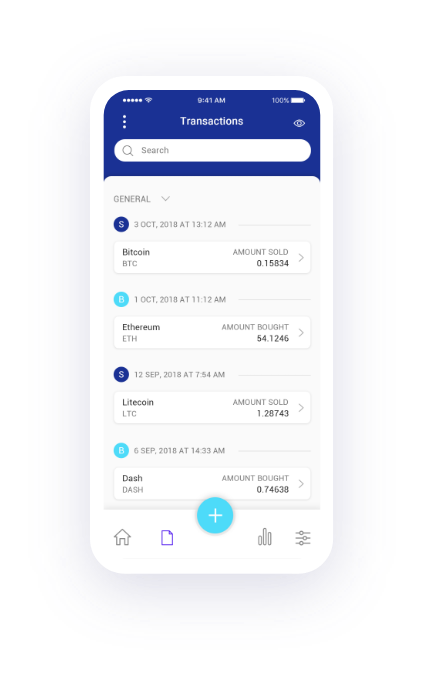 9:41 AM 100%
Transactions
Search
GENERAL
S 3 OCT, 2018 AT 13:12 AM
Bitcoin AMOUNT SOLD
BTC 0.15834
B 1 OCT, 2018 AT 11:12 AM
Ethereum AMOUNT BOUGHT
ETH 54.1246
S 12 SEP, 2018 AT 7:54 AM
Litecoin AMOUNT SOLD
LTC 1.28743
B 6 SEP, 2018 AT 14:33 AM
Dash AMOUNT BOUGHT
DASH 0.74638